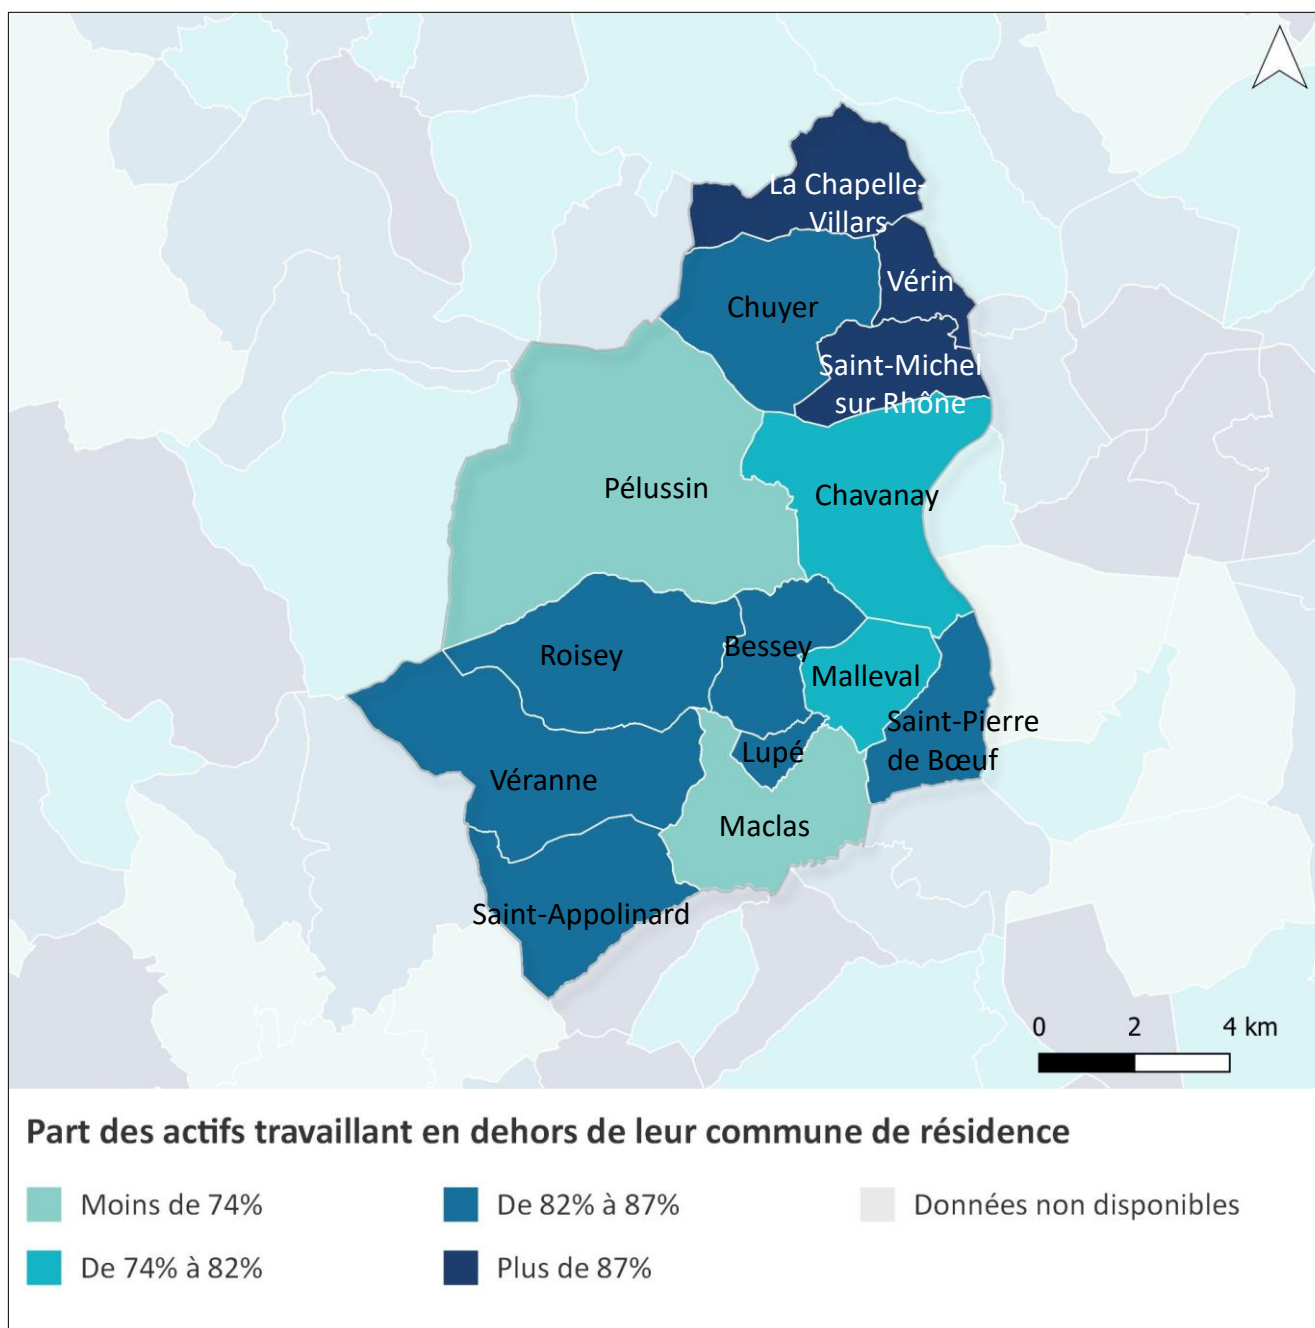 La Chapelle-
Villars
Vérin
Chuyer
Saint-Michel
sur Rhône
Pélussin
Chavanay
Bessey
Roisey
Malleval
Saint-Pierre
de Bœuf
Lupé
Véranne
Maclas
Saint-Appolinard
0 2 4 km
Part des actifs travaillant en dehors de leur commune de résidence
Moins de 74% De 82% à 87% Données non disponibles
De 74% à 82% Plus de 87%